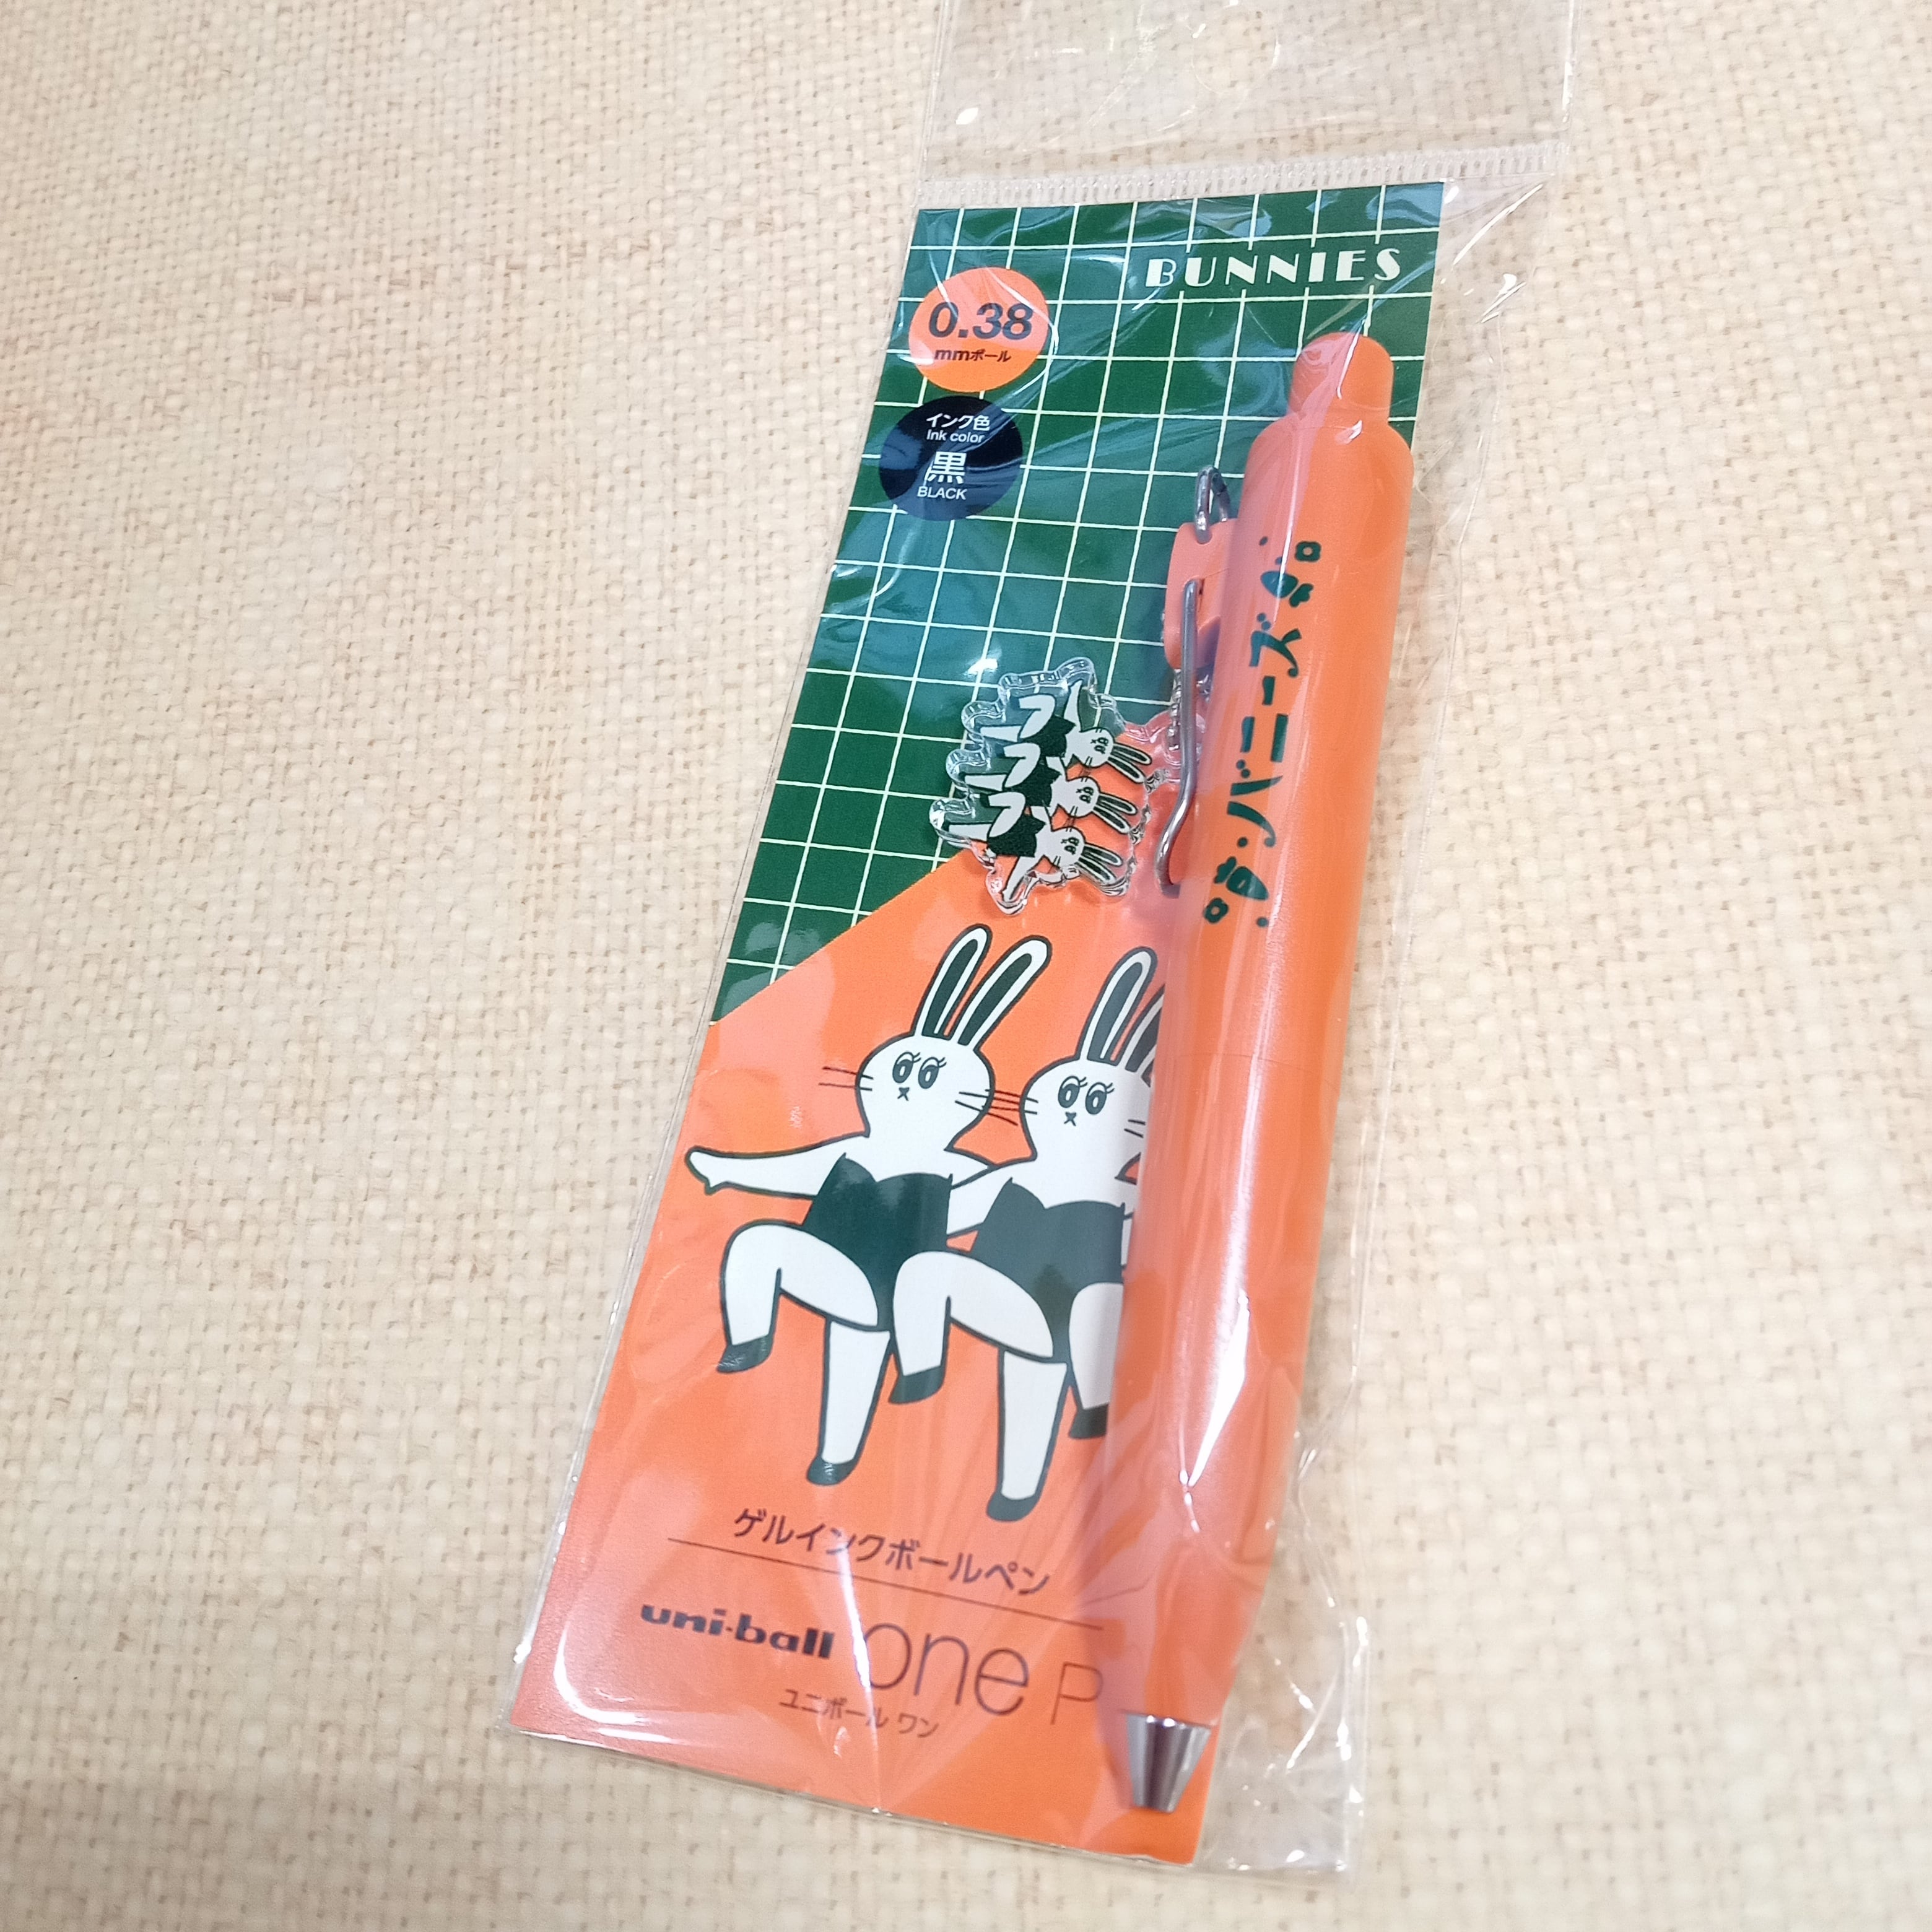 BUNNIES
0.38
mmボール
インク色
Ink color
黒
BLACK
バニーズ
ゲルインクボールペン
uni-ball one P
ユニボール ワン